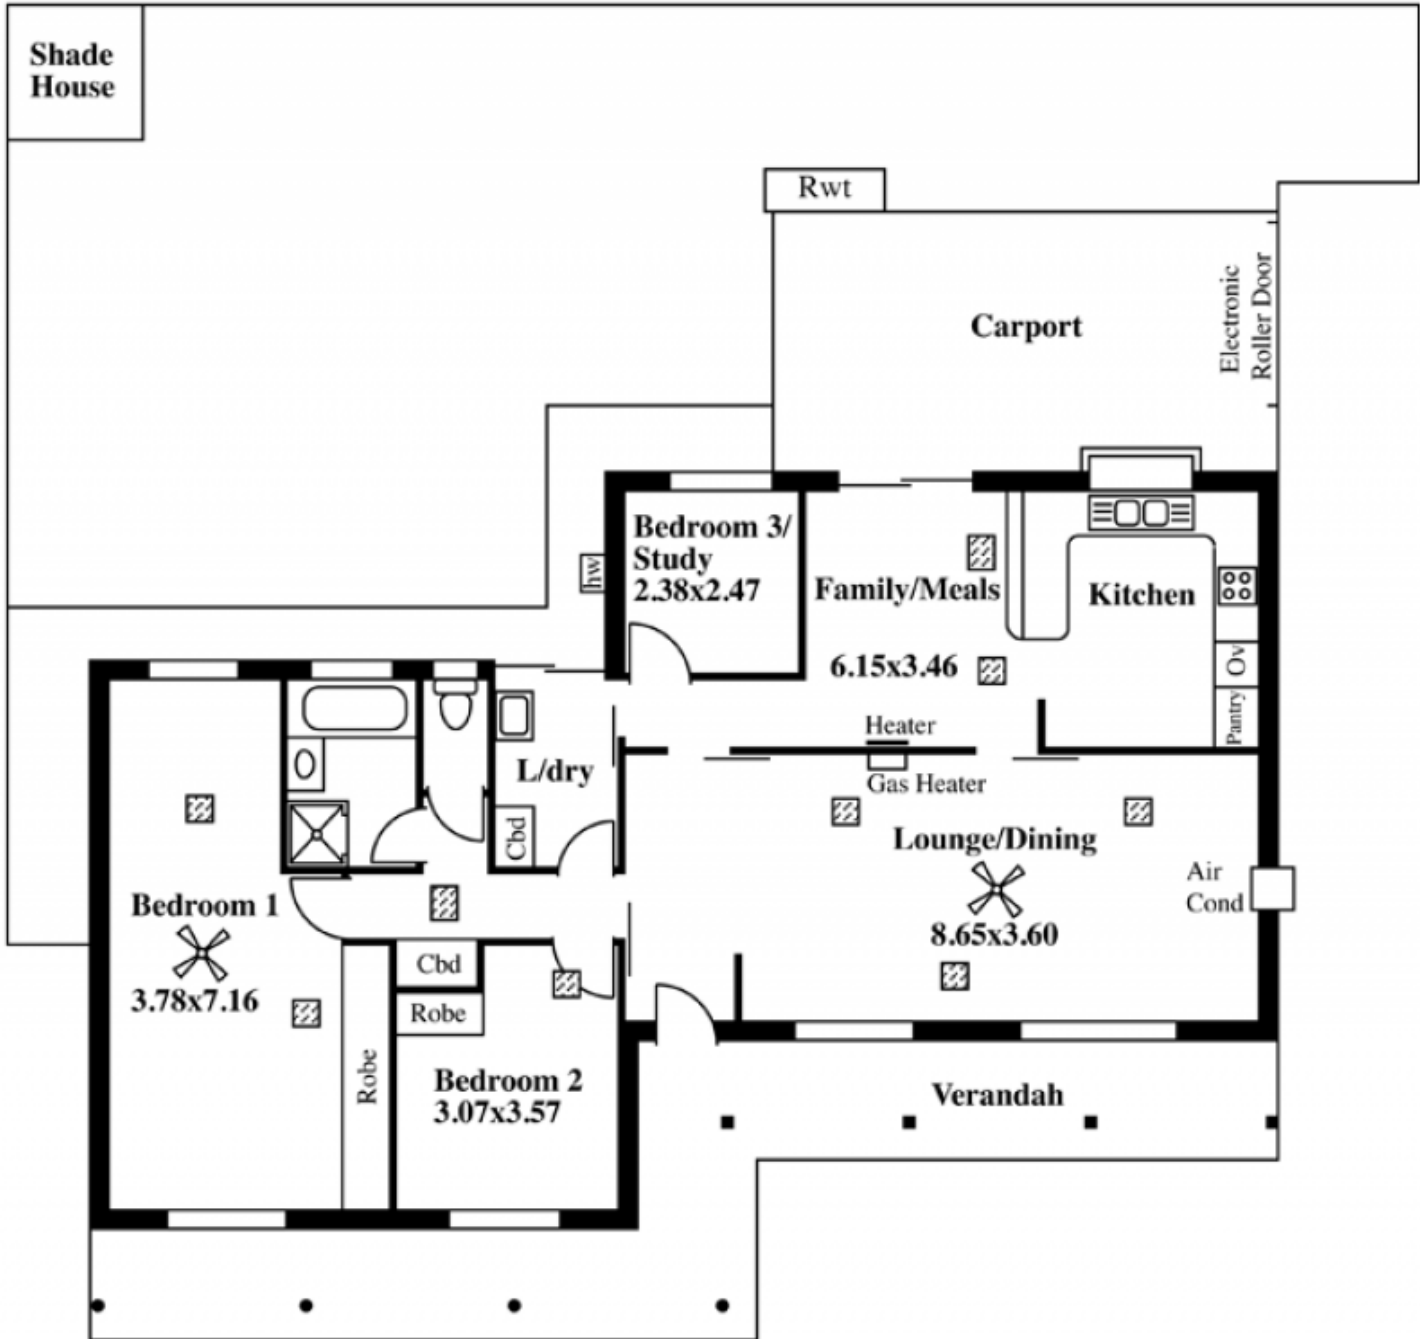 Shade
House
Rwt
Carport
Electronic
Roller Door
hw
Bedroom 3/
Study
2.38x2.47
Family/Meals
6.15x3.46
Kitchen
Ov
Pantry
Heater
Gas Heater
L/dry
Cbd
Lounge/Dining
8.65x3.60
Air
Cond
Bedroom 1
3.78x7.16
Cbd
Robe
Robe
Bedroom 2
3.07x3.57
Verandah